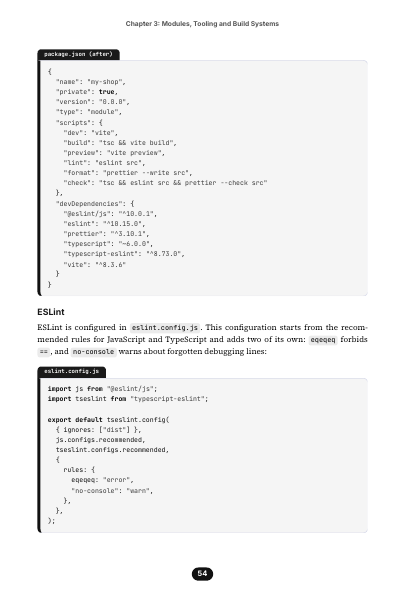 Chapter 3: Modules, Tooling and Build Systems
package.json (after)
{
  "name": "my-shop",
  "private": true,
  "version": "0.0.0",
  "type": "module",
  "scripts": {
    "dev": "vite",
    "build": "tsc && vite build",
    "preview": "vite preview",
    "lint": "eslint src",
    "format": "prettier --write src",
    "check": "tsc && eslint src && prettier --check src"
  },
  "devDependencies": {
    "@eslint/js": "^10.0.1",
    "eslint": "^10.15.0",
    "prettier": "^3.10.1",
    "typescript": "~6.0.0",
    "typescript-eslint": "^8.73.0",
    "vite": "^8.3.6"
  }
}
ESLint
ESLint is configured in eslint.config.js. This configuration starts from the recom-
mended rules for JavaScript and TypeScript and adds two of its own: eqeqeq forbids
==, and no-console warns about forgotten debugging lines:
eslint.config.js
import js from "@eslint/js";
import tseslint from "typescript-eslint";
export default tseslint.config(
  { ignores: ["dist"] },
  js.configs.recommended,
  tseslint.configs.recommended,
  {
    rules: {
      eqeqeq: "error",
      "no-console": "warn",
    },
  },
);
54